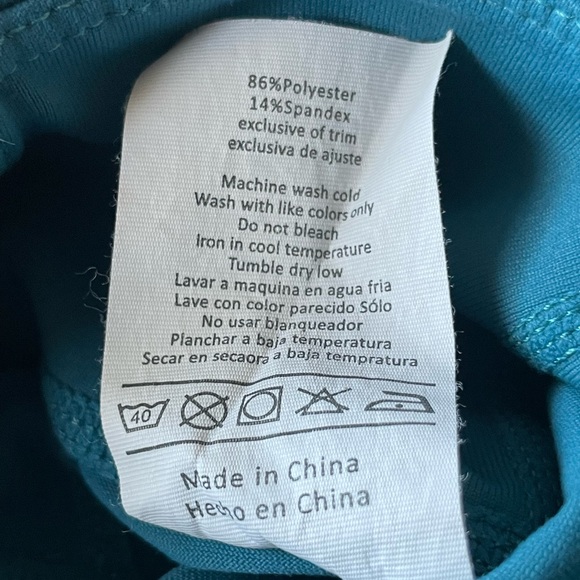 86%Polyester
14%Spandex
exclusive of trim
exclusiva de ajuste
Machine wash cold
Wash with like colors only
Do not bleach
Iron in cool temperature
Tumble dry low
Lavar a maquina en agua fria
Lave con color parecido Sólo
No usar blanqueador
Planchar a baja temperatura
Secar en secaora a baja tempratura
40
Made in China
Hecho en China